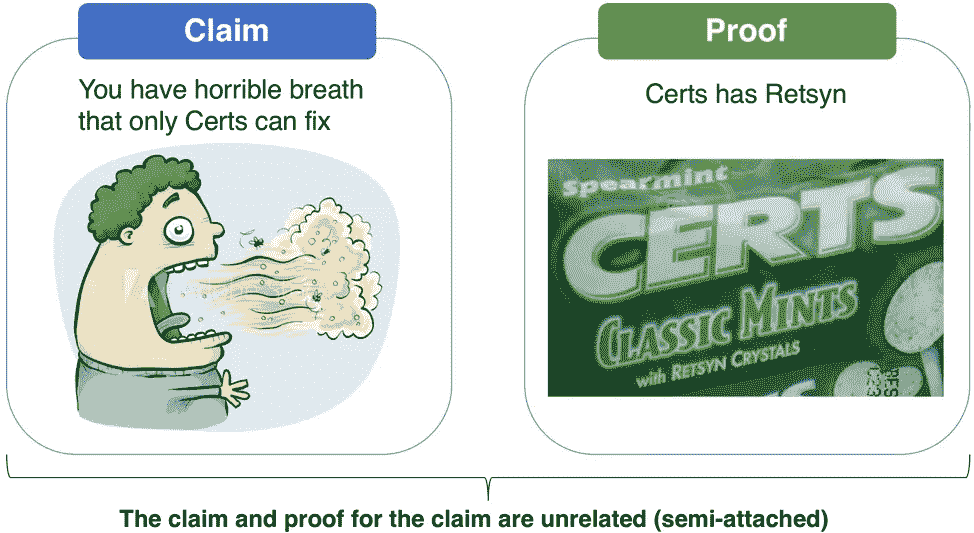 Claim
You have horrible breath
that only Certs can fix
Proof
Certs has Retsyn
Spearmint
CERTS
CLASSIC MINTS
with RETSYN CRYSTALS
The claim and proof for the claim are unrelated (semi-attached)